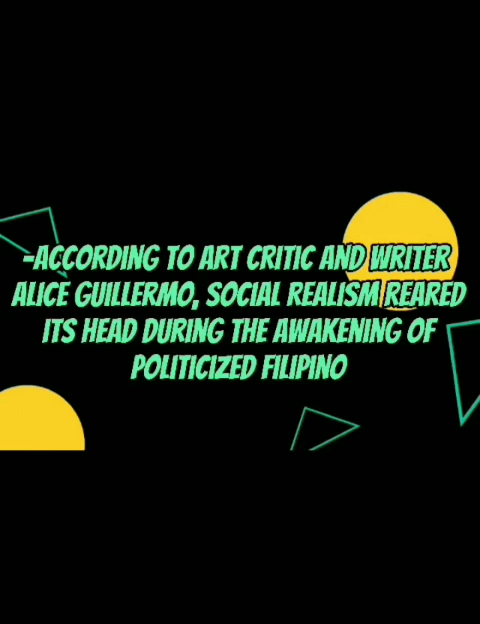 -ACCORDING TO ART CRITIC AND WRITER
ALICE GUILLERMO, SOCIAL REALISM REARED
ITS HEAD DURING THE AWAKENING OF
POLITICIZED FILIPINO